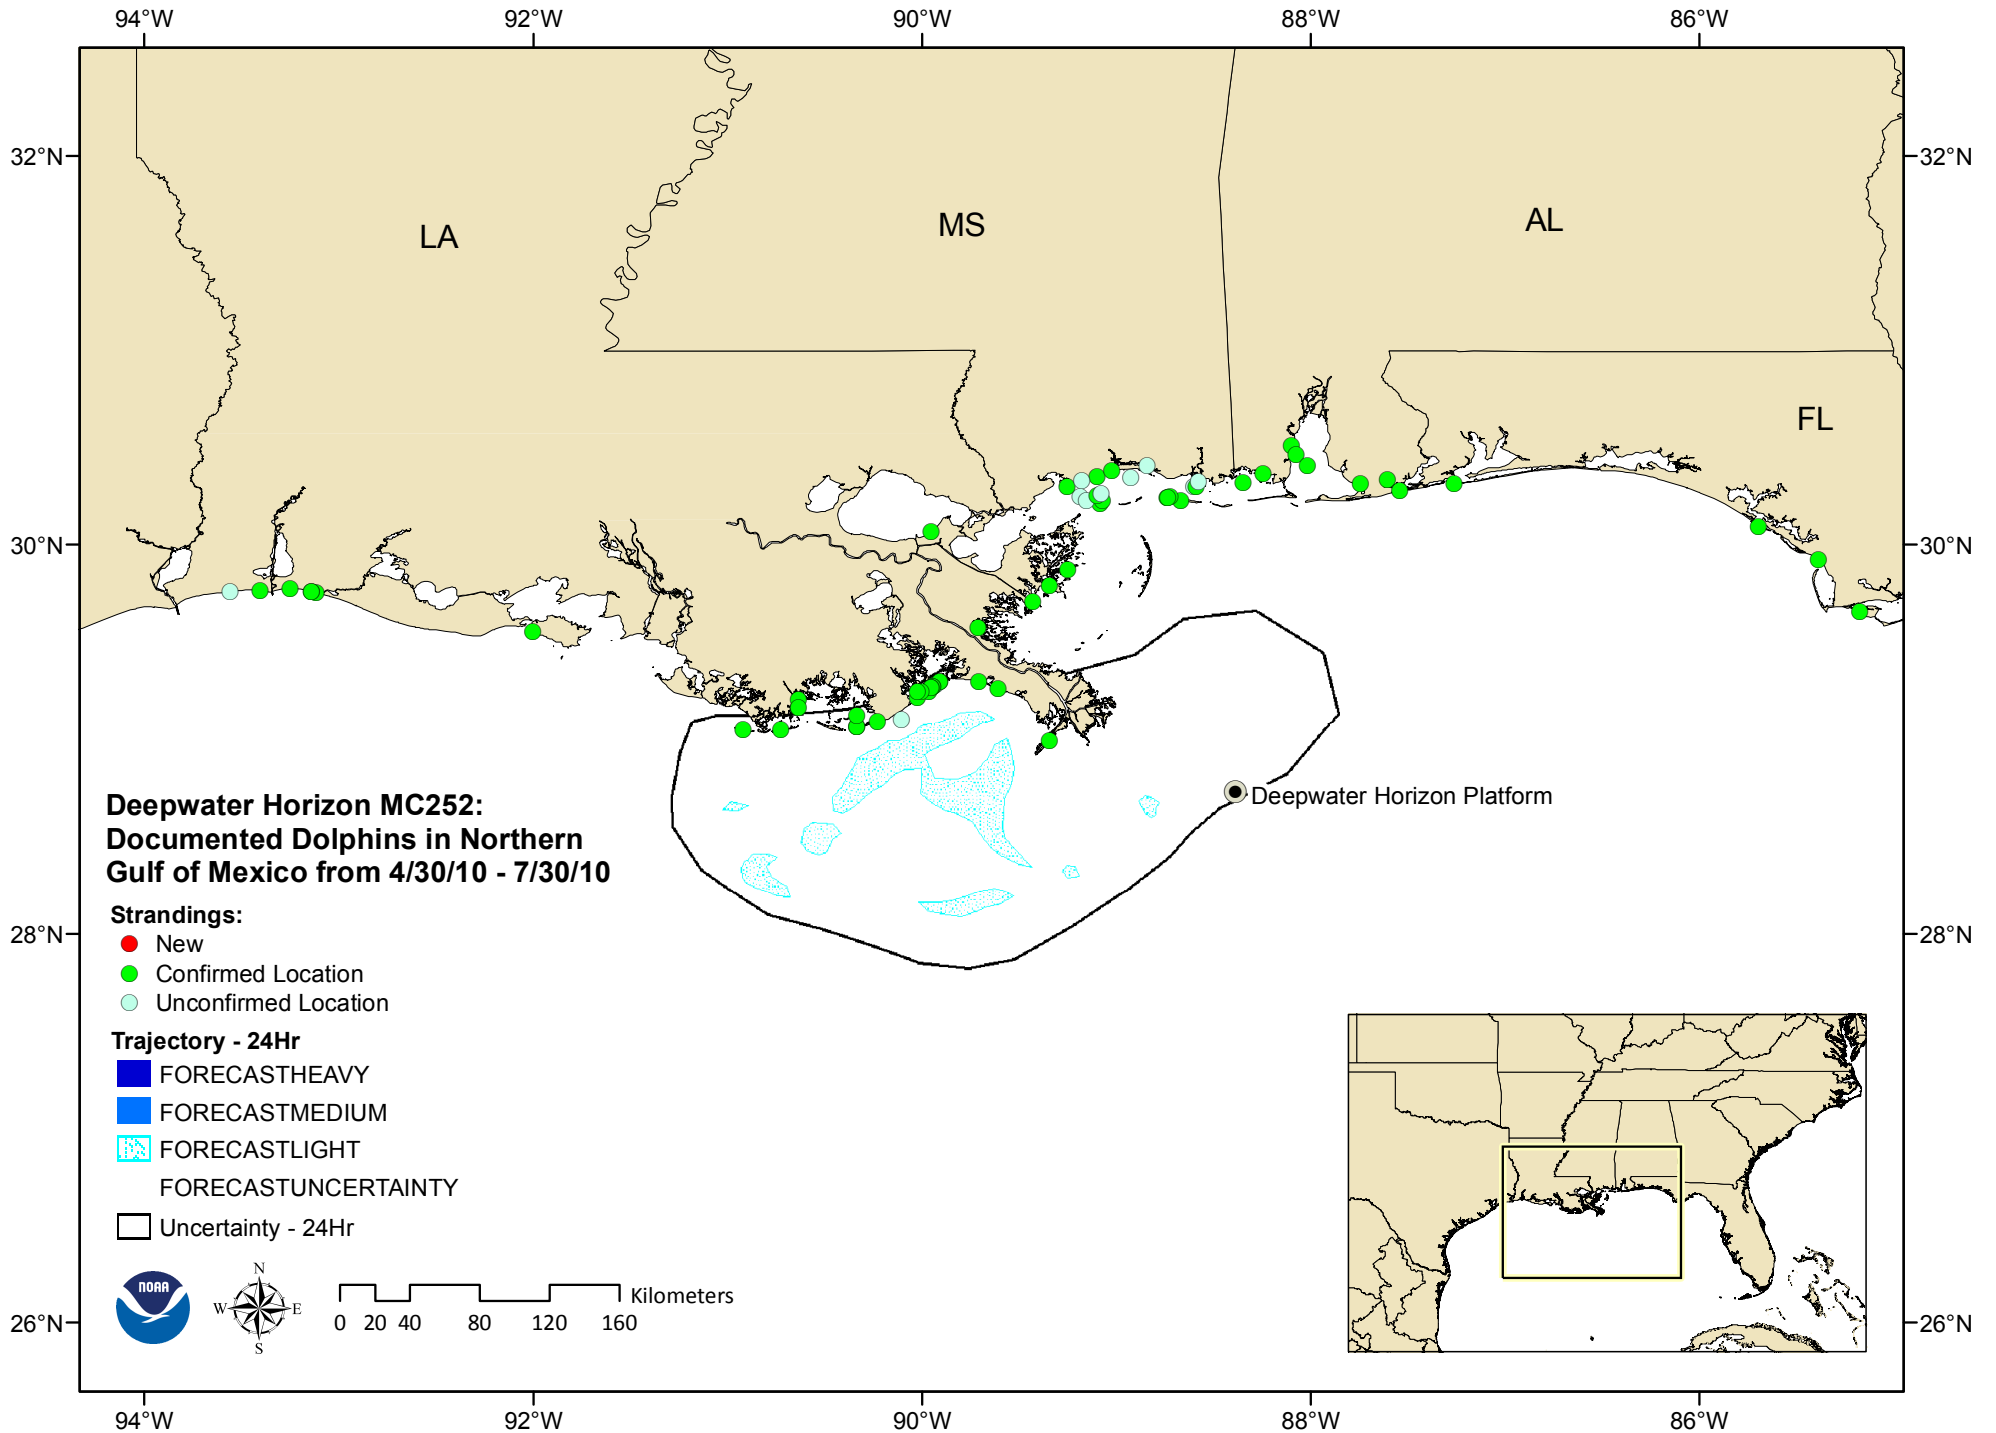 94°W 92°W 90°W 88°W 86°W
32°N 32°N
LA MS AL
FL
30°N 30°N
Deepwater Horizon Platform
Deepwater Horizon MC252:
Documented Dolphins in Northern
Gulf of Mexico from 4/30/10 - 7/30/10
Strandings:
28°N 28°N
New
Confirmed Location
Unconfirmed Location
Trajectory - 24Hr
FORECASTHEAVY
FORECASTMEDIUM
FORECASTLIGHT
FORECASTUNCERTAINTY
Uncertainty - 24Hr
NOAA
N
W E
S
Kilometers
0 20 40 80 120 160
26°N 26°N
94°W 92°W 90°W 88°W 86°W